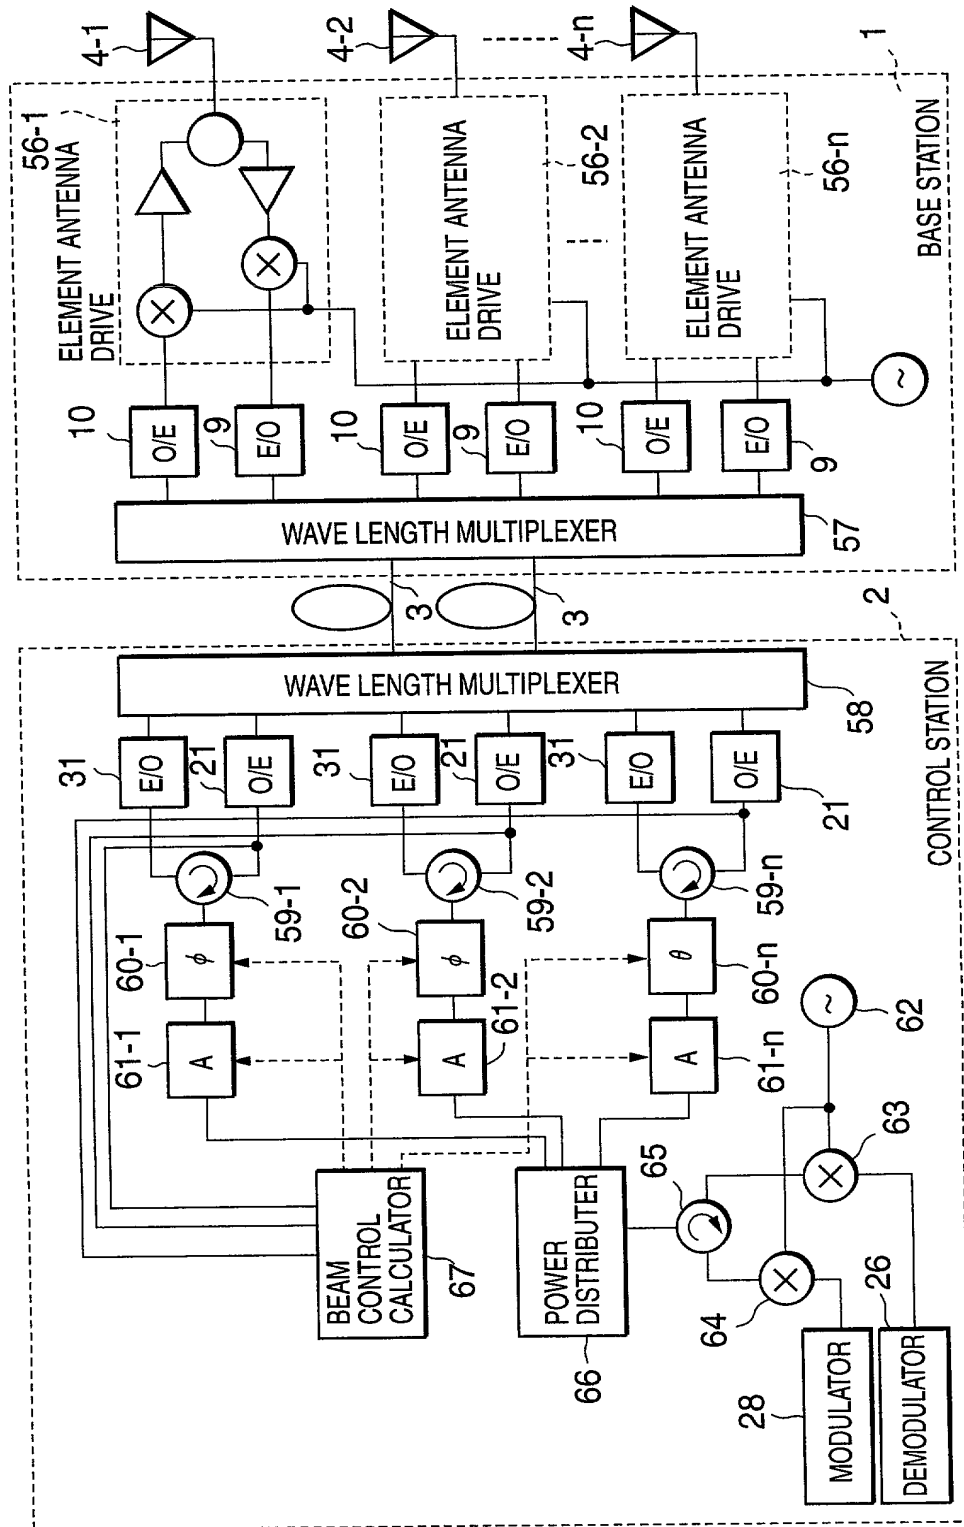 4-1
4-2
4-n
1
BASE STATION
56-1
ELEMENT ANTENNA
DRIVE
56-2
ELEMENT ANTENNA
DRIVE
56-n
ELEMENT ANTENNA
DRIVE
~
10
O/E
9
E/O
10
O/E
9
E/O
10
O/E
9
E/O
WAVE LENGTH MULTIPLEXER
57
3
3
2
CONTROL STATION
WAVE LENGTH MULTIPLEXER
58
31
E/O
21
O/E
31
E/O
21
O/E
31
E/O
21
O/E
59-1
59-2
59-n
60-1
ϕ
60-2
ϕ
60-n
θ
61-1
A
61-2
A
61-n
A
~
62
63
64
65
BEAM
CONTROL
CALCULATOR
67
POWER
DISTRIBUTER
66
28
MODULATOR
26
DEMODULATOR